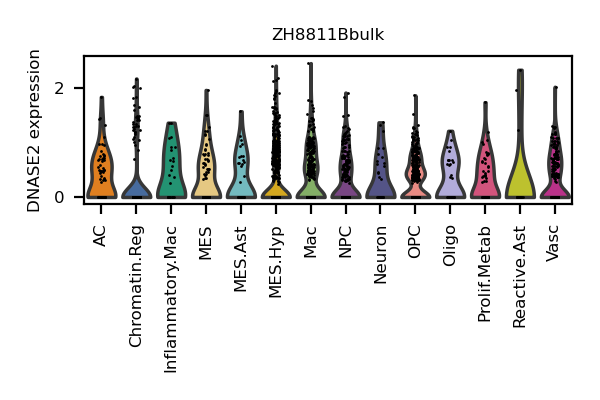 ZH8811Bbulk
DNASE2 expression
2
0
AC
Chromatin.Reg
Inflammatory.Mac
MES
MES.Ast
MES.Hyp
Mac
NPC
Neuron
OPC
Oligo
Prolif.Metab
Reactive.Ast
Vasc